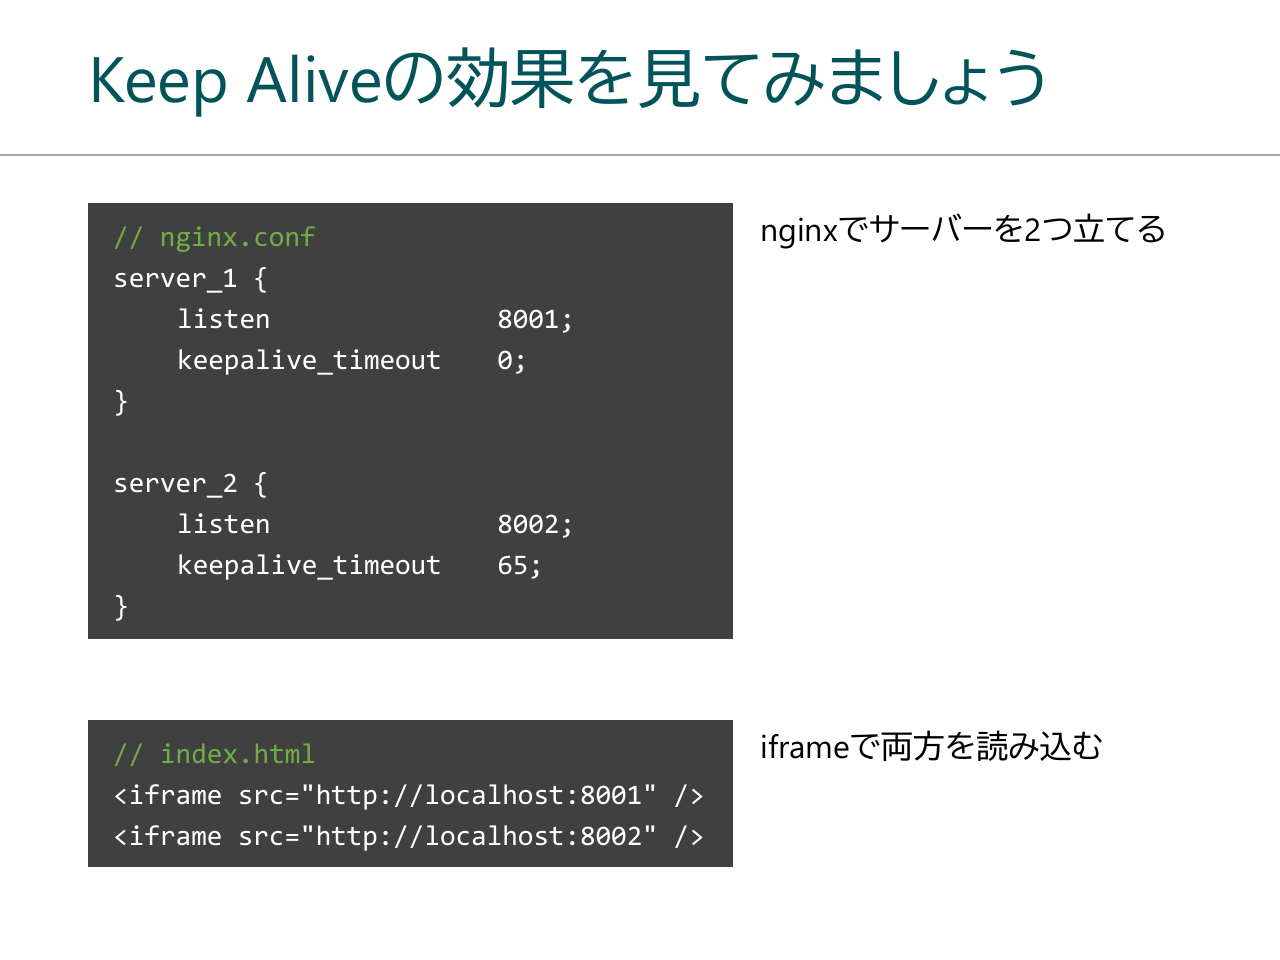 Keep Aliveの効果を見てみましょう
// nginx.conf
server_1 {
    listen              8001;
    keepalive_timeout   0;
}
server_2 {
    listen              8002;
    keepalive_timeout   65;
}
nginxでサーバーを2つ立てる
// index.html
<iframe src="http://localhost:8001" />
<iframe src="http://localhost:8002" />
iframeで両方を読み込む